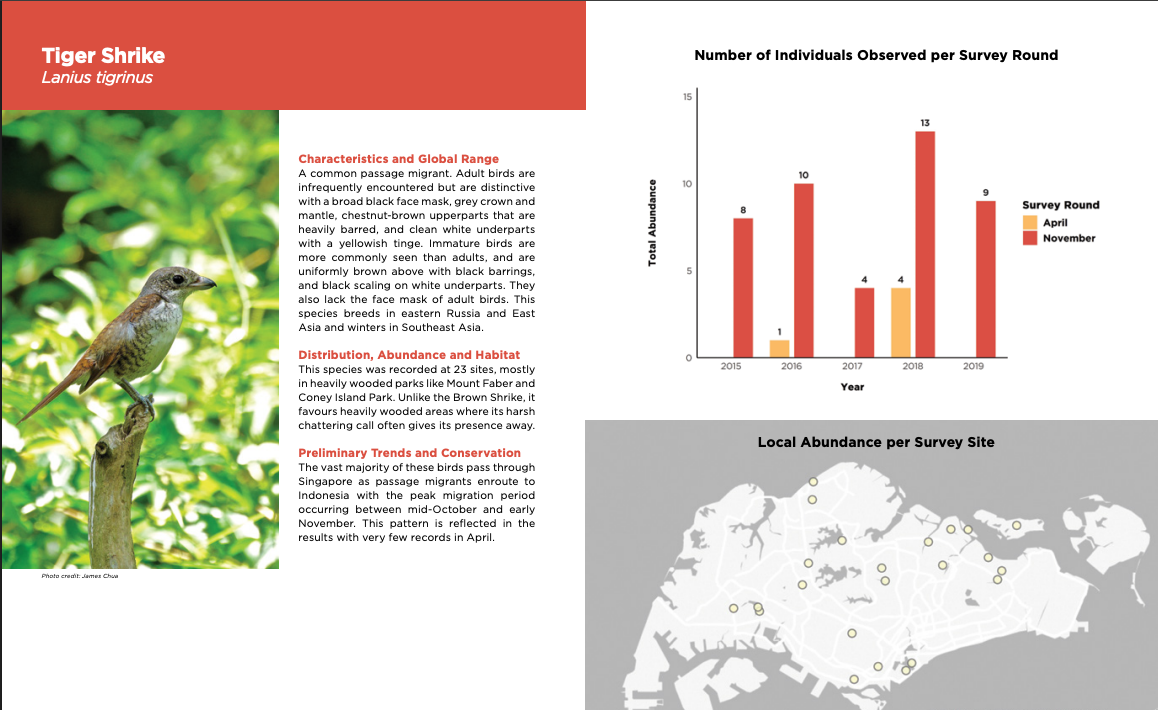 Tiger Shrike
Lanius tigrinus
Characteristics and Global Range
A common passage migrant. Adult birds are
infrequently encountered but are distinctive
with a broad black face mask, grey crown and
mantle, chestnut-brown upperparts that are
heavily barred, and clean white underparts
with a yellowish tinge. Immature birds are
more commonly seen than adults, and are
uniformly brown above with black barrings,
and black scaling on white underparts. They
also lack the face mask of adult birds. This
species breeds in eastern Russia and East
Asia and winters in Southeast Asia.
Distribution, Abundance and Habitat
This species was recorded at 23 sites, mostly
in heavily wooded parks like Mount Faber and
Coney Island Park. Unlike the Brown Shrike, it
favours heavily wooded areas where its harsh
chattering call often gives its presence away.
Preliminary Trends and Conservation
The vast majority of these birds pass through
Singapore as passage migrants enroute to
Indonesia with the peak migration period
occurring between mid-October and early
November. This pattern is reflected in the
results with very few records in April.
Photo credit: James Chua
Number of Individuals Observed per Survey Round
Total Abundance
15
10
5
0
8
1
10
4
4
13
9
2015 2016 2017 2018 2019
Year
Survey Round
April
November
Local Abundance per Survey Site